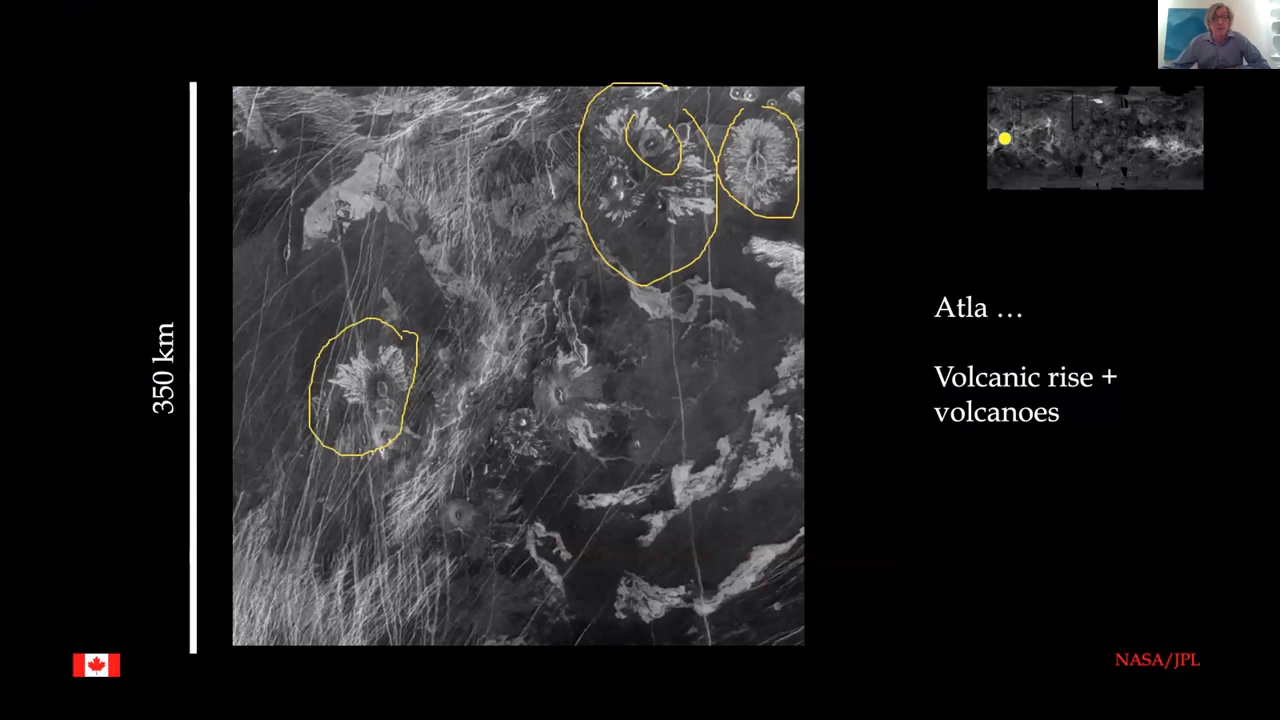 350 km
Atla …
Volcanic rise +
volcanoes
NASA/JPL